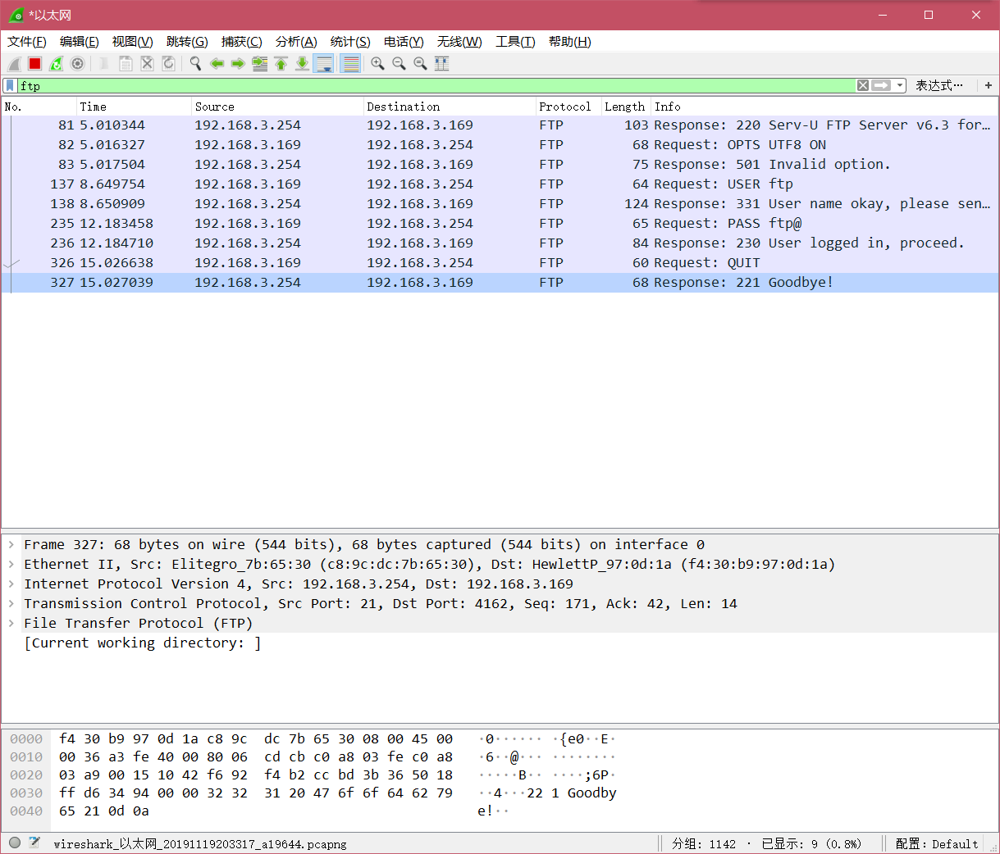 *以太网
文件(F) 编辑(E) 视图(V) 跳转(G) 捕获(C) 分析(A) 统计(S) 电话(Y) 无线(W) 工具(T) 帮助(H)
ftp 表达式… +
No. Time Source Destination Protocol Length Info
81 5.010344 192.168.3.254 192.168.3.169 FTP 103 Response: 220 Serv-U FTP Server v6.3 for…
82 5.016327 192.168.3.169 192.168.3.254 FTP 68 Request: OPTS UTF8 ON
83 5.017504 192.168.3.254 192.168.3.169 FTP 75 Response: 501 Invalid option.
137 8.649754 192.168.3.169 192.168.3.254 FTP 64 Request: USER ftp
138 8.650909 192.168.3.254 192.168.3.169 FTP 124 Response: 331 User name okay, please sen…
235 12.183458 192.168.3.169 192.168.3.254 FTP 65 Request: PASS ftp@
236 12.184710 192.168.3.254 192.168.3.169 FTP 84 Response: 230 User logged in, proceed.
326 15.026638 192.168.3.169 192.168.3.254 FTP 60 Request: QUIT
327 15.027039 192.168.3.254 192.168.3.169 FTP 68 Response: 221 Goodbye!
Frame 327: 68 bytes on wire (544 bits), 68 bytes captured (544 bits) on interface 0
Ethernet II, Src: Elitegro_7b:65:30 (c8:9c:dc:7b:65:30), Dst: HewlettP_97:0d:1a (f4:30:b9:97:0d:1a)
Internet Protocol Version 4, Src: 192.168.3.254, Dst: 192.168.3.169
Transmission Control Protocol, Src Port: 21, Dst Port: 4162, Seq: 171, Ack: 42, Len: 14
File Transfer Protocol (FTP)
[Current working directory: ]
0000 f4 30 b9 97 0d 1a c8 9c dc 7b 65 30 08 00 45 00 ·0······ ·{e0··E·
0010 00 36 a3 fe 40 00 80 06 cd cb c0 a8 03 fe c0 a8 ·6··@··· ········
0020 03 a9 00 15 10 42 f6 92 f4 b2 cc bd 3b 36 50 18 ·····B·· ····;6P·
0030 ff d6 34 94 00 00 32 32 31 20 47 6f 6f 64 62 79 ··4···22 1 Goodby
0040 65 21 0d 0a e!··
wireshark_以太网_20191119203317_a19644.pcapng 分组: 1142 · 已显示: 9 (0.8%) 配置: Default